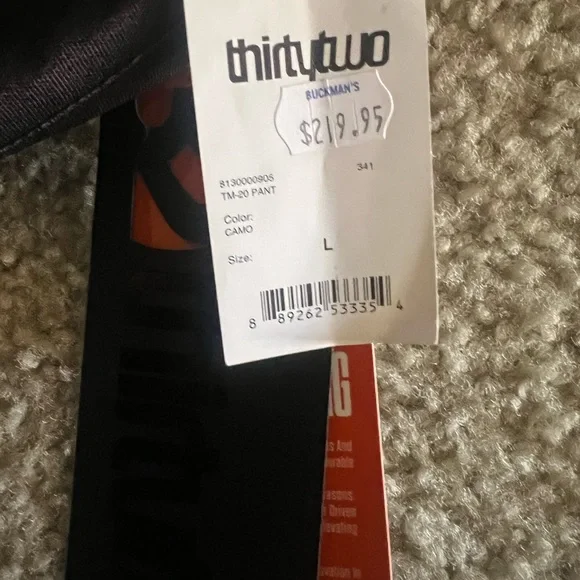 thirtytwo
BUCKMAN'S
$219.95
8130000905 341
TM-20 PANT
Color:
CAMO
Size: L
8 89262 53335 4